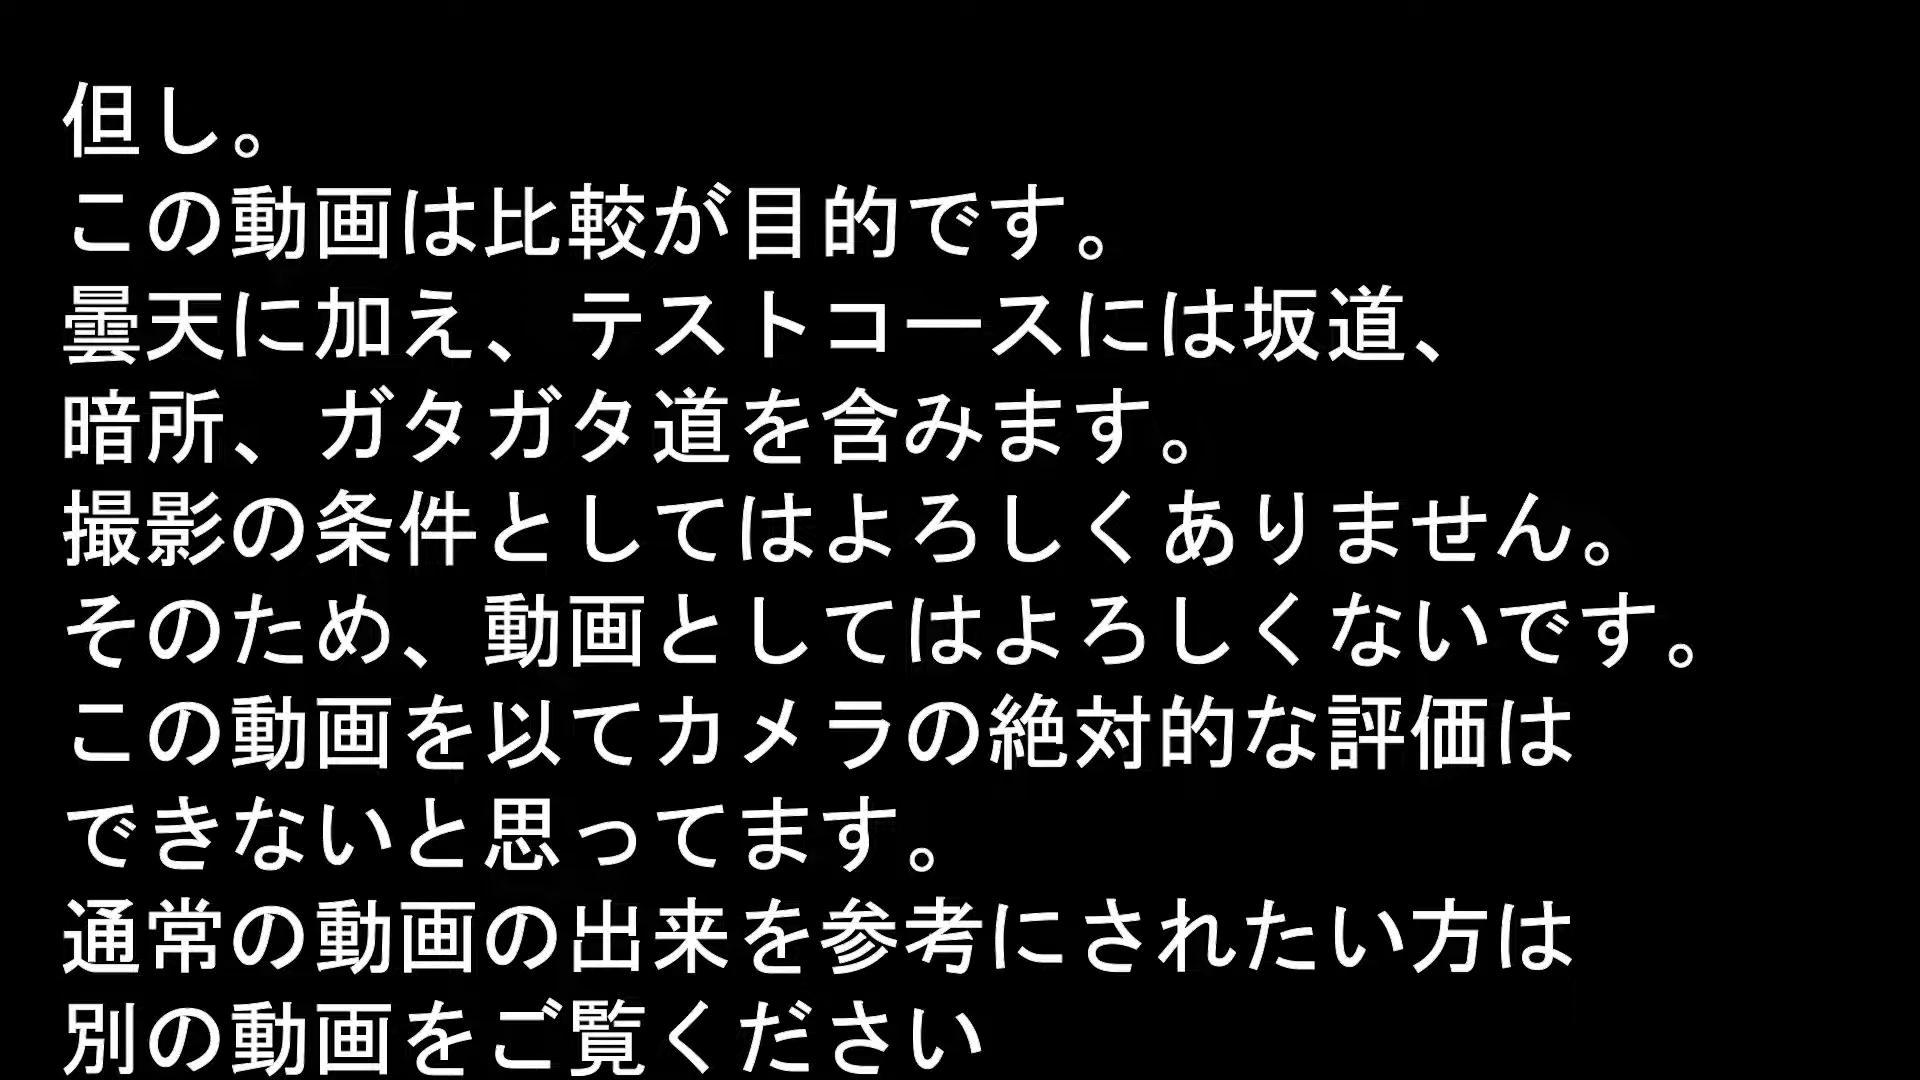 但し。
この動画は比較が目的です。
曇天に加え、テストコースには坂道、
暗所、ガタガタ道を含みます。
撮影の条件としてはよろしくありません。
そのため、動画としてはよろしくないです。
この動画を以てカメラの絶対的な評価は
できないと思ってます。
通常の動画の出来を参考にされたい方は
別の動画をご覧ください